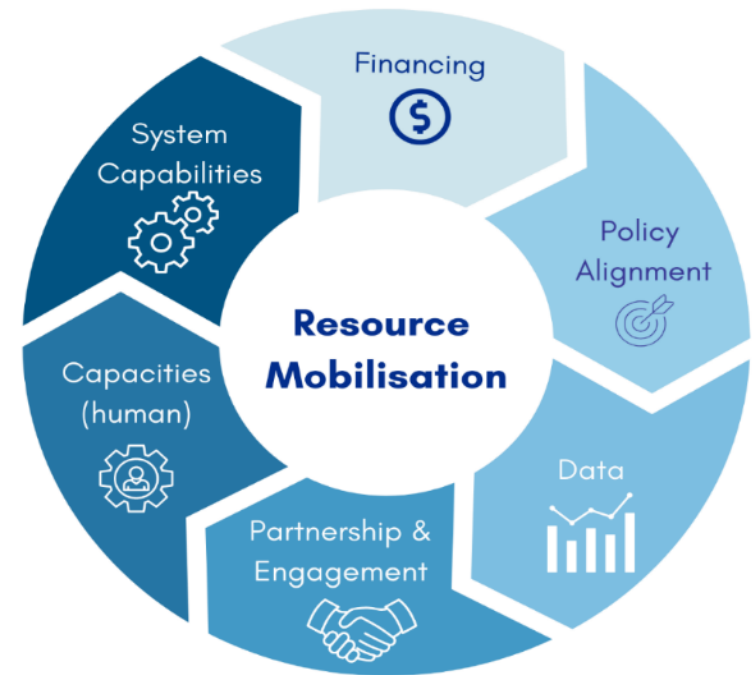 Financing
$
Policy
Alignment
Data
Partnership &
Engagement
Capacities
(human)
System
Capabilities
Resource
Mobilisation